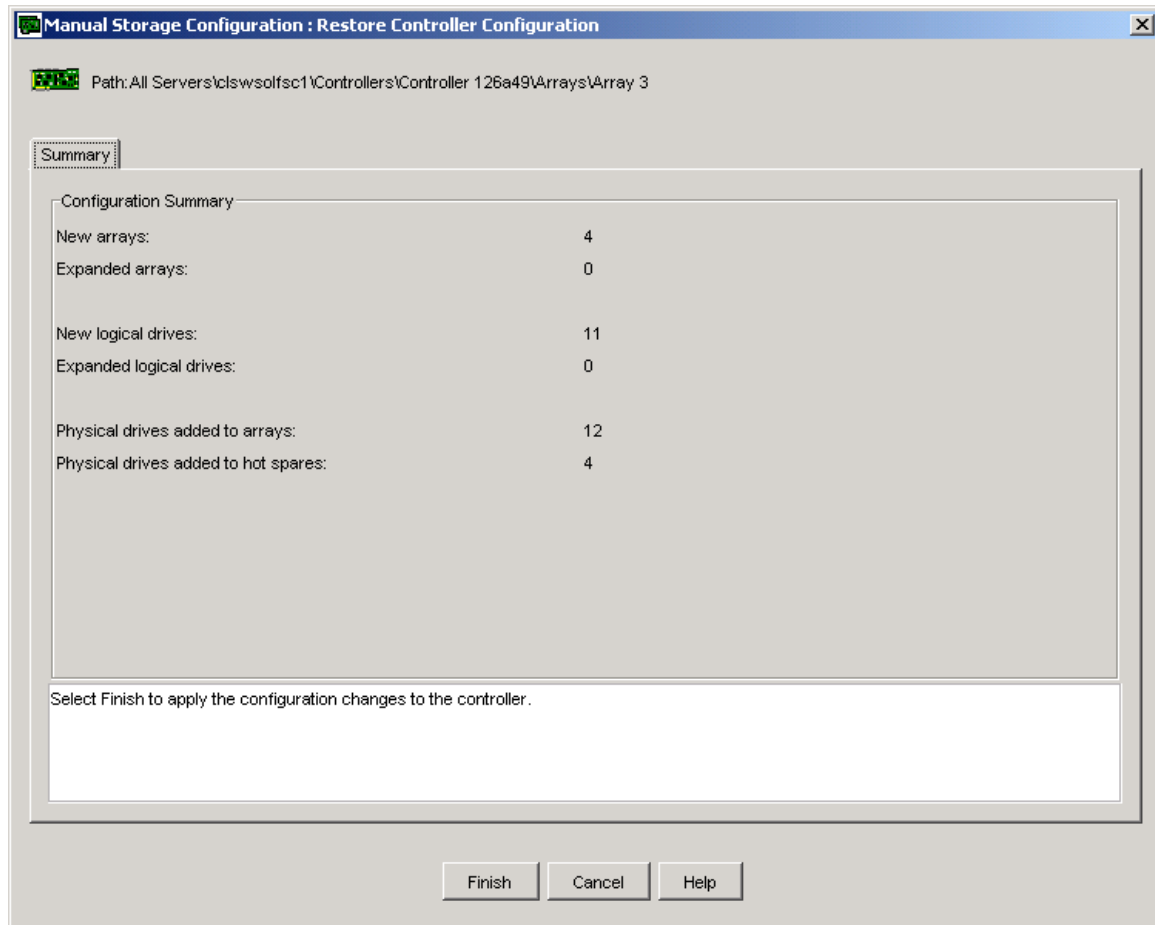 Manual Storage Configuration : Restore Controller Configuration
Path:All Servers\clswsolfsc1\Controllers\Controller 126a49\Arrays\Array 3
Summary
Configuration Summary
New arrays: 4
Expanded arrays: 0
New logical drives: 11
Expanded logical drives: 0
Physical drives added to arrays: 12
Physical drives added to hot spares: 4
Select Finish to apply the configuration changes to the controller.
Finish Cancel Help